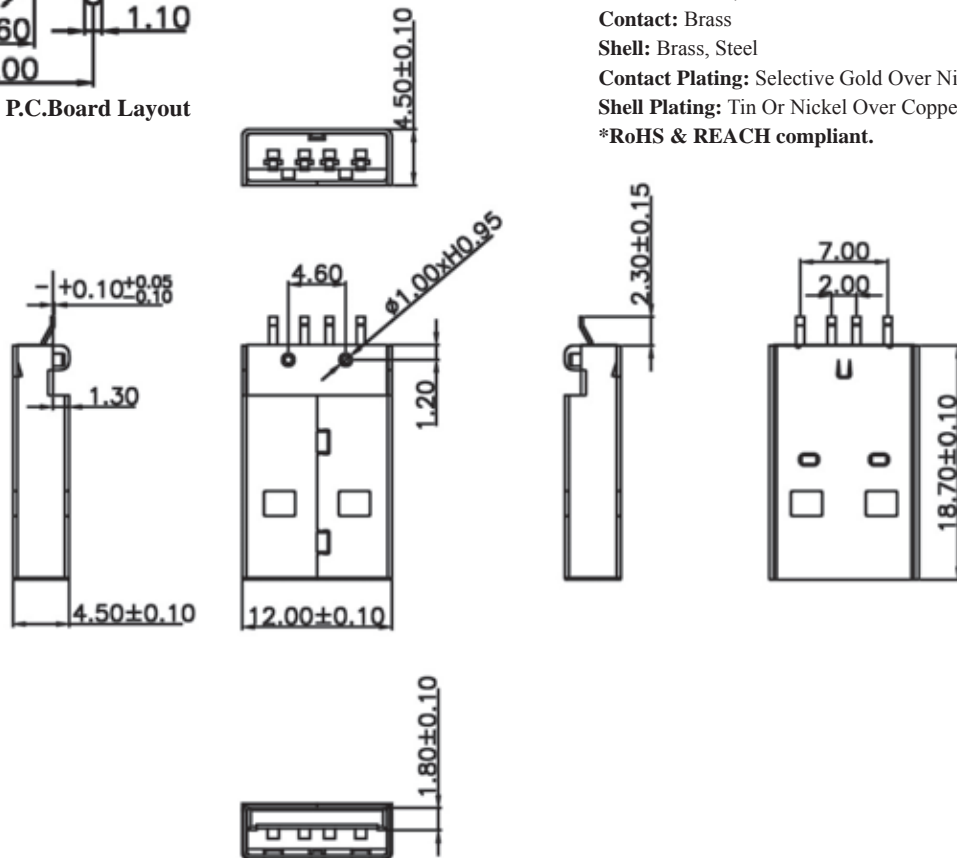 1.10
60
00
P.C.Board Layout
Contact: Brass
Shell: Brass, Steel
Contact Plating: Selective Gold Over Ni
Shell Plating: Tin Or Nickel Over Coppe
*RoHS & REACH compliant.
4.50±0.10
+0.10 +0.05 -0.10
1.30
4.50±0.10
4.60
ø1.00xH0.95
1.20
12.00±0.10
2.30±0.15
7.00
2.00
18.70±0.10
1.80±0.10